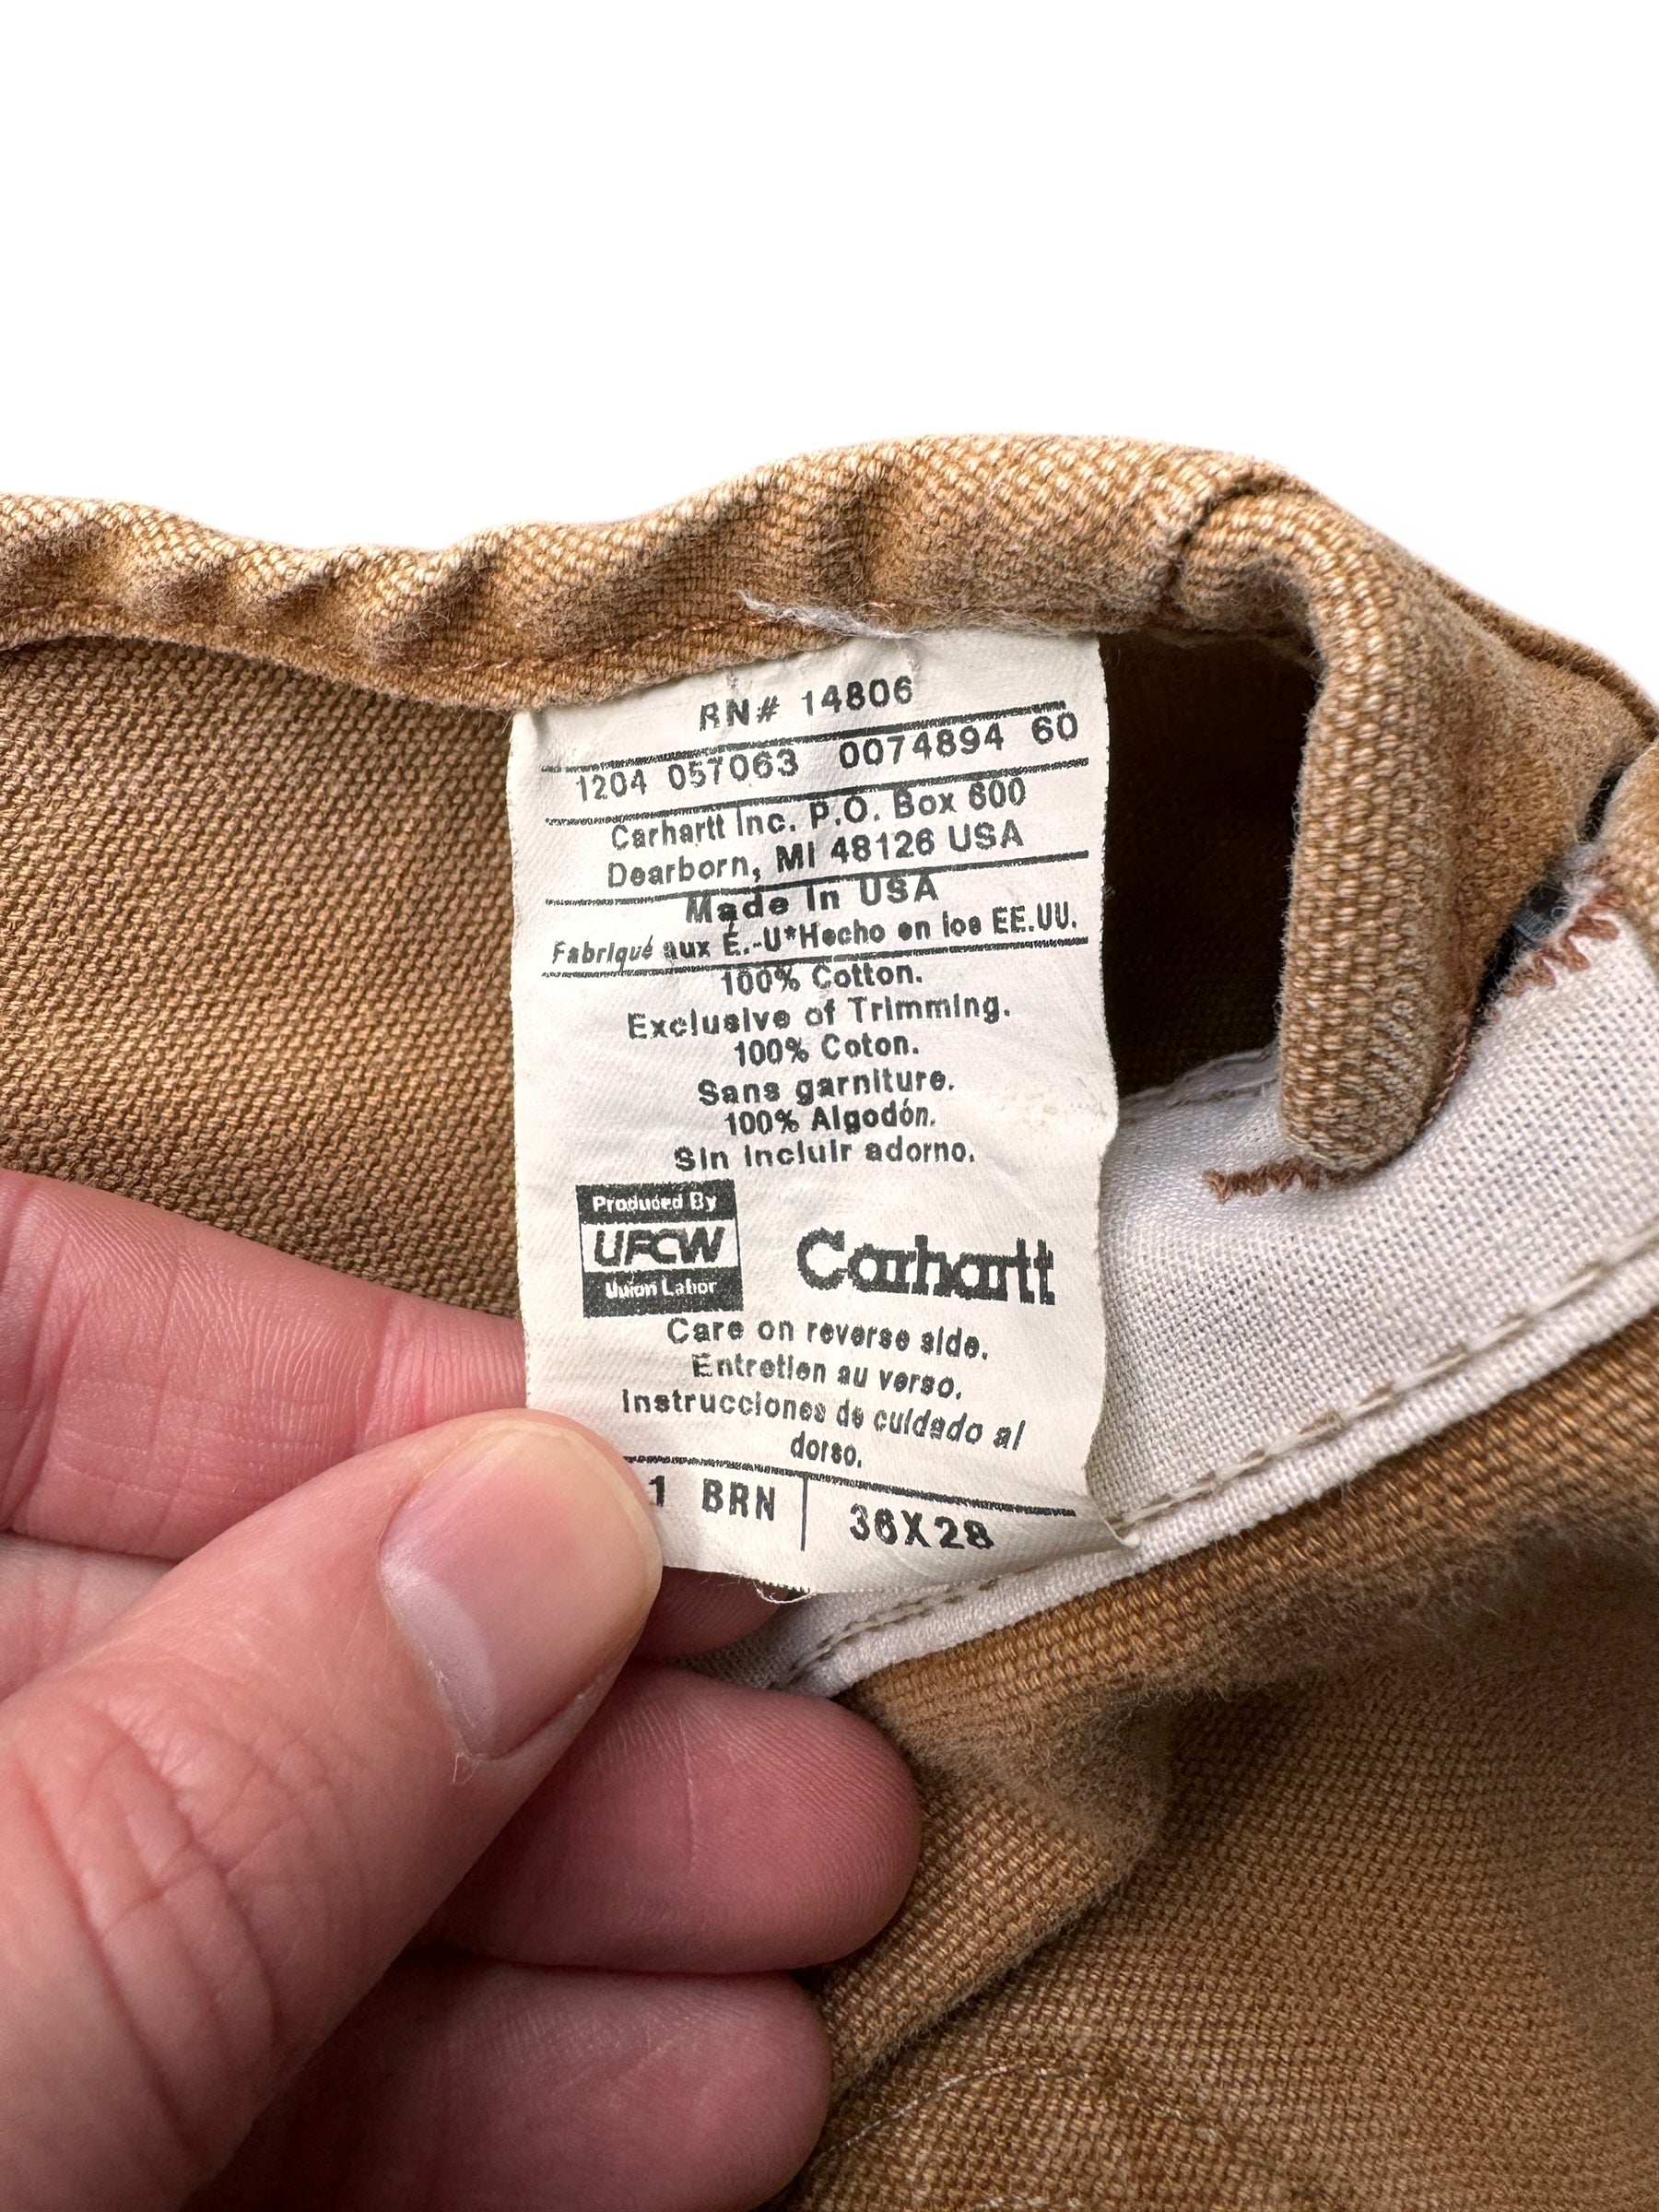 RN# 14806
1204 057063 0074894 60
Carhartt Inc. P.O. Box 600
Dearborn, MI 48126 USA
Made In USA
Fabriqué aux É.-U*Hecho en los EE.UU.
100% Cotton.
Exclusive of Trimming.
100% Coton.
Sans garniture.
100% Algodón.
Sin incluir adorno.
Produced By
UFCW
Union Labor
Carhartt
Care on reverse side.
Entretien au verso.
Instrucciones de cuidado al
dorso.
1 BRN 36X28